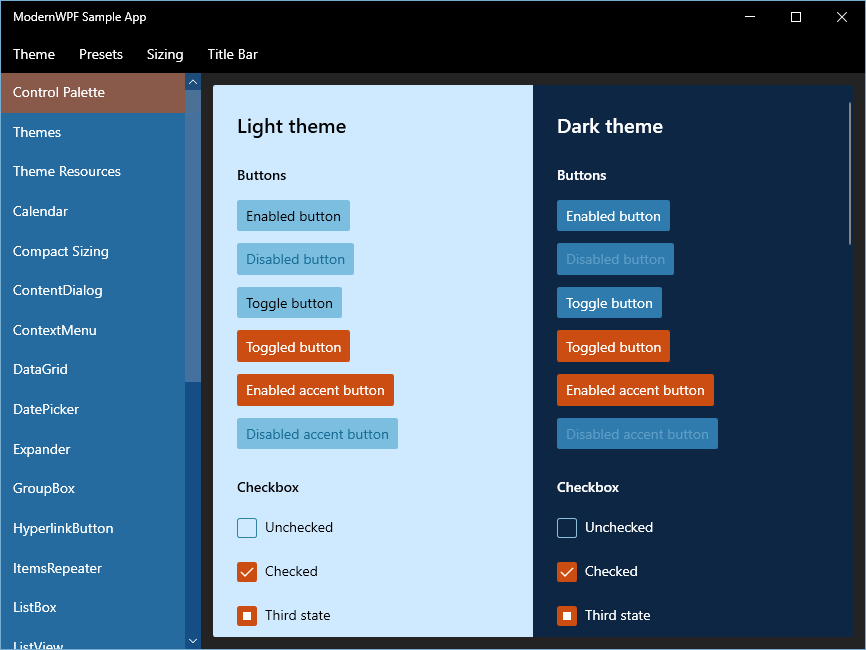 ModernWPF Sample App
Theme Presets Sizing Title Bar
Control Palette
Themes
Theme Resources
Calendar
Compact Sizing
ContentDialog
ContextMenu
DataGrid
DatePicker
Expander
GroupBox
HyperlinkButton
ItemsRepeater
ListBox
ListView
Light theme
Buttons
Enabled button
Disabled button
Toggle button
Toggled button
Enabled accent button
Disabled accent button
Checkbox
Unchecked
Checked
Third state
Dark theme
Buttons
Enabled button
Disabled button
Toggle button
Toggled button
Enabled accent button
Disabled accent button
Checkbox
Unchecked
Checked
Third state